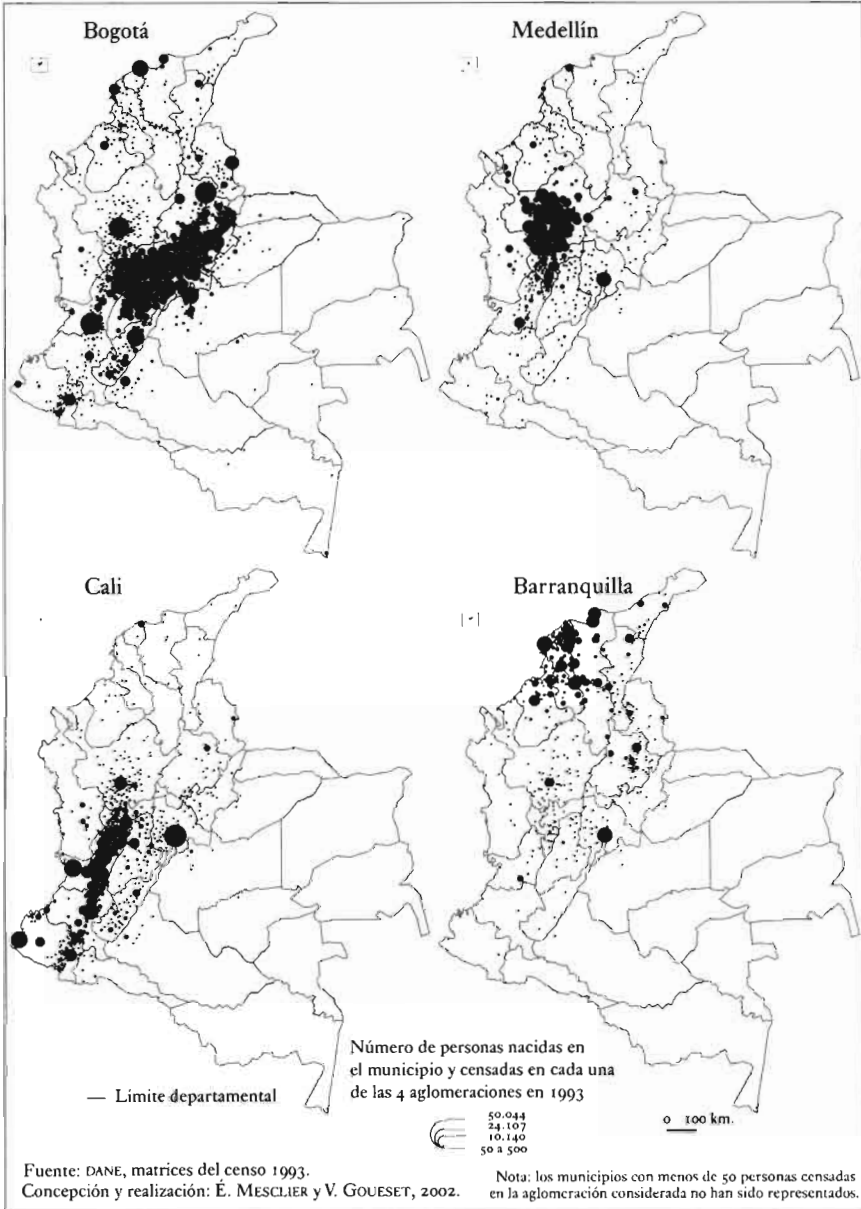 Bogotá
Medellín
Cali
Barranquilla
Número de personas nacidas en
el municipio y censadas en cada una
de las 4 aglomeraciones en 1993
— Límite departamental
50.044
24.107
10.140
50 a 500
0 100 km.
Fuente: DANE, matrices del censo 1993.
Concepción y realización: É. MESCLIER y V. GOUESET, 2002.
Nota: los municipios con menos de 50 personas censadas
en la aglomeración considerada no han sido representados.